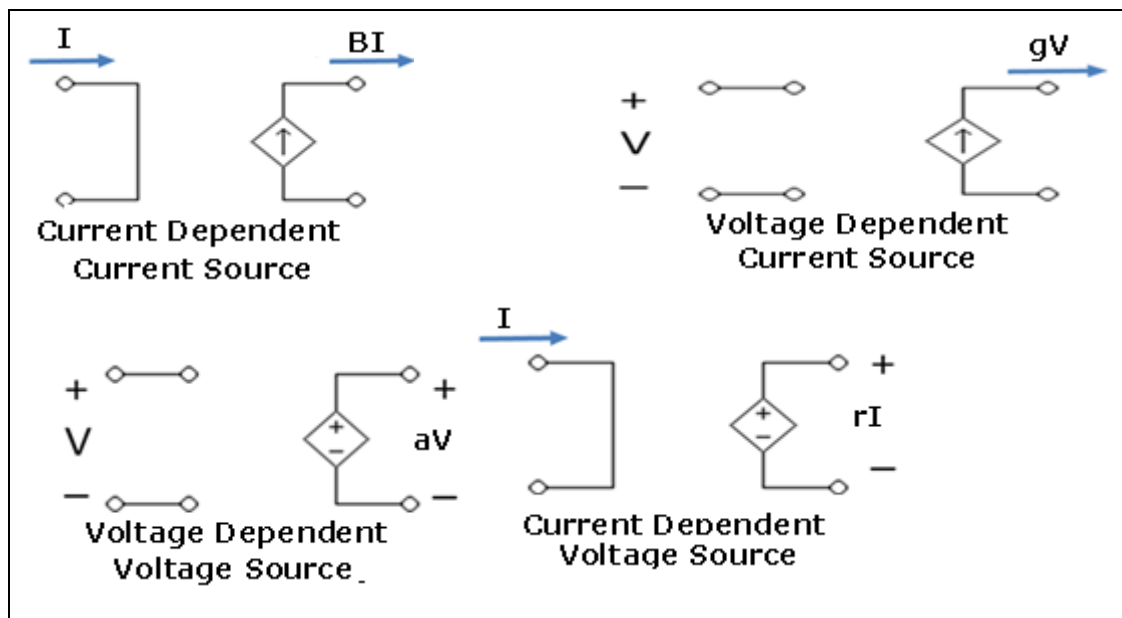 I
BI
Current Dependent
Current Source
gV
+
V
−
Voltage Dependent
Current Source
+
V
−
+
−
+
aV
−
Voltage Dependent
Voltage Source.
I
+
−
+
rI
−
Current Dependent
Voltage Source